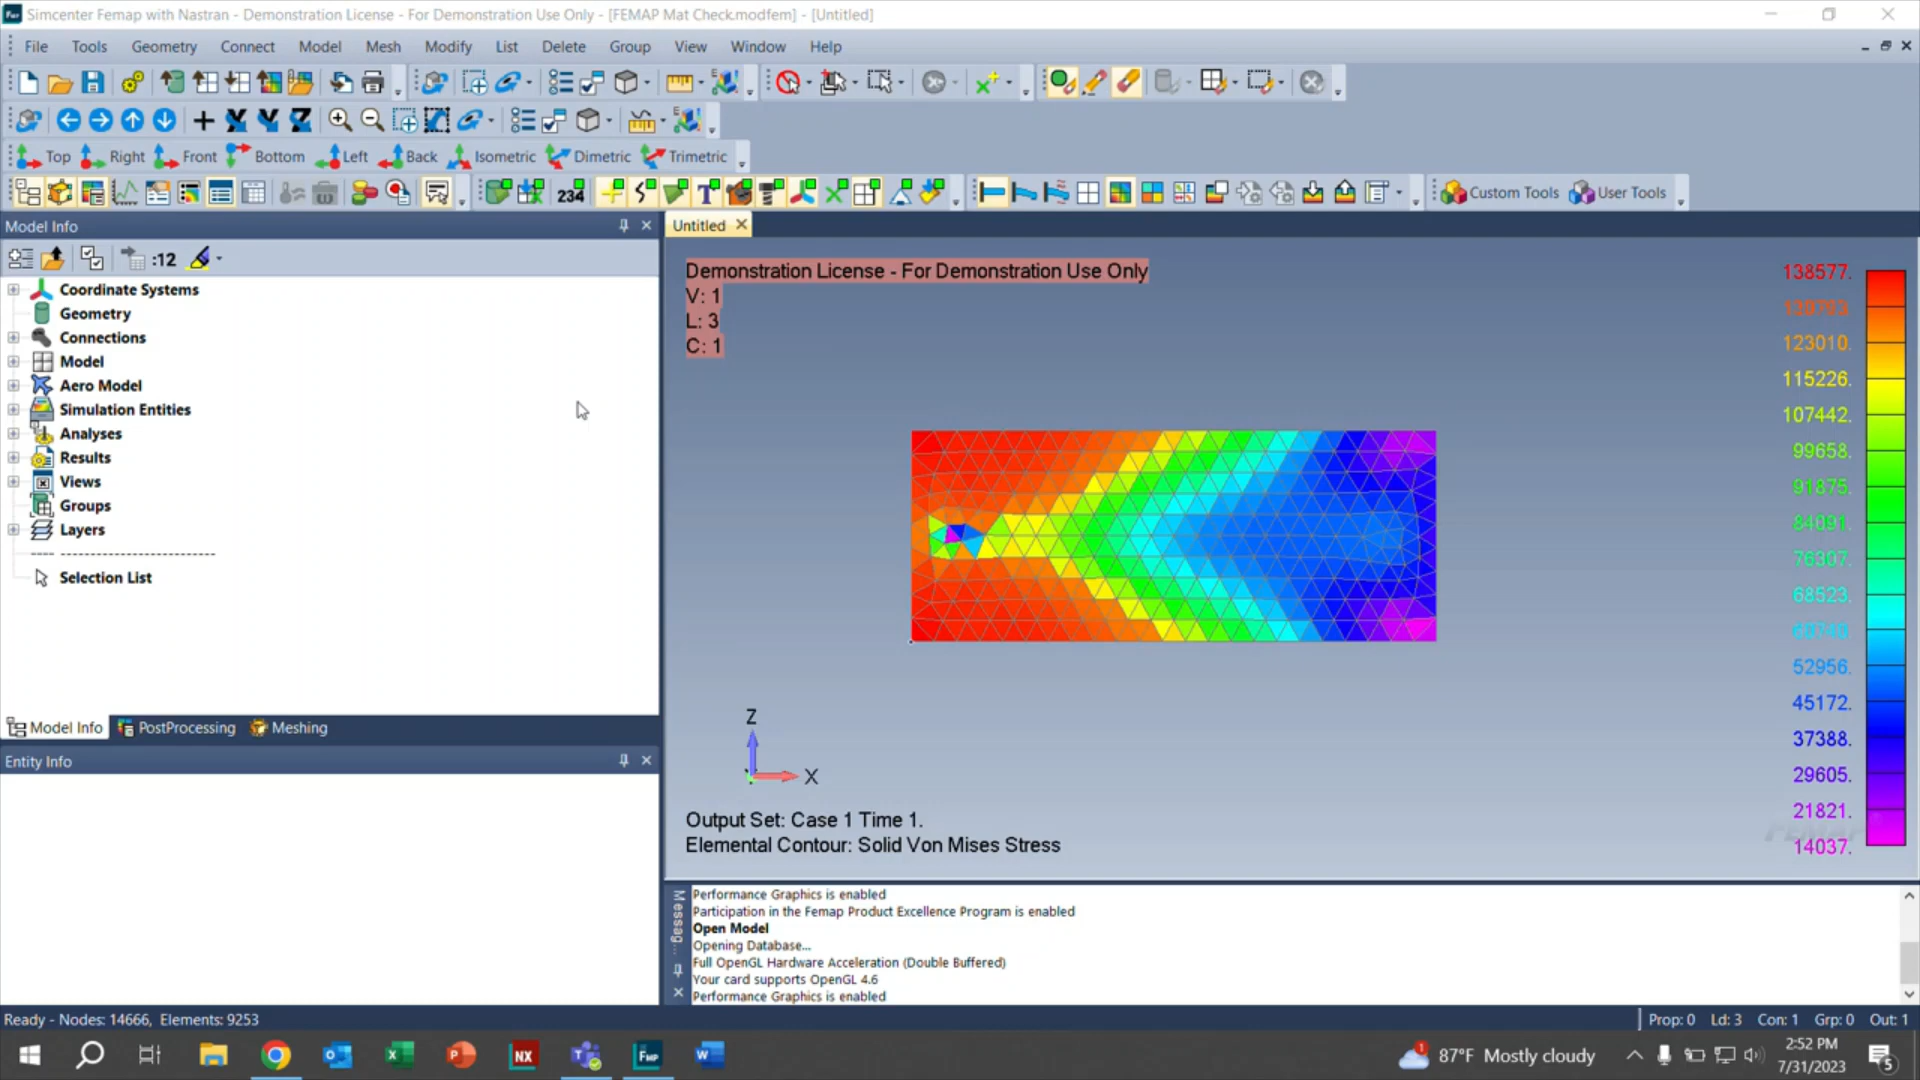 Simcenter Femap with Nastran - Demonstration License - For Demonstration Use Only - [FEMAP Mat Check.modfem] - [Untitled]
File Tools Geometry Connect Model Mesh Modify List Delete Group View Window Help
Top Right Front Bottom Left Back Isometric Dimetric Trimetric
234 Custom Tools User Tools
Model Info
Untitled
:12
Coordinate Systems
Geometry
Connections
Model
Aero Model
Simulation Entities
Analyses
Results
Views
Groups
Layers
Selection List
Model Info PostProcessing Meshing
Entity Info
Demonstration License - For Demonstration Use Only
V: 1
L: 3
C: 1
138577.
130793.
123010.
115226.
107442.
99658.
91875.
84091.
76307.
68523.
60740.
52956.
45172.
37388.
29605.
21821.
14037.
Z
X
Output Set: Case 1 Time 1.
Elemental Contour: Solid Von Mises Stress
Messag...
Performance Graphics is enabled
Participation in the Femap Product Excellence Program is enabled
Open Model
Opening Database...
Full OpenGL Hardware Acceleration (Double Buffered)
Your card supports OpenGL 4.6
Performance Graphics is enabled
Ready - Nodes: 14666, Elements: 9253
Prop: 0 Ld: 3 Con: 1 Grp: 0 Out: 1
NX
FMP
87°F Mostly cloudy
2:52 PM
7/31/2023
5